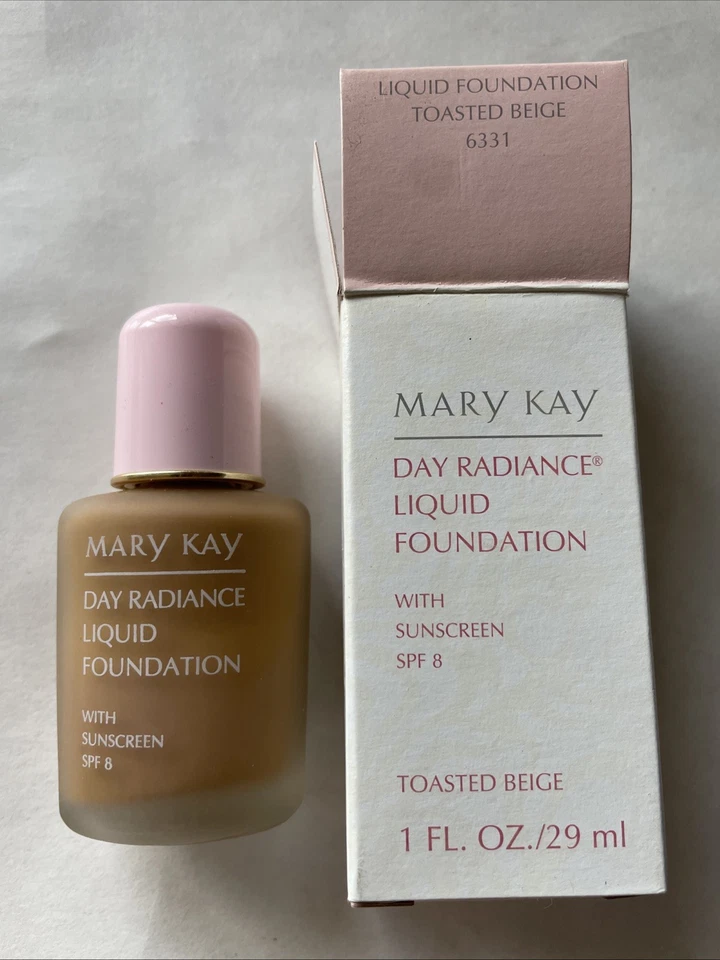 LIQUID FOUNDATION
TOASTED BEIGE
6331
MARY KAY
DAY RADIANCE®
LIQUID
FOUNDATION
WITH
SUNSCREEN
SPF 8
TOASTED BEIGE
1 FL. OZ./29 ml
MARY KAY
DAY RADIANCE
LIQUID
FOUNDATION
WITH
SUNSCREEN
SPF 8